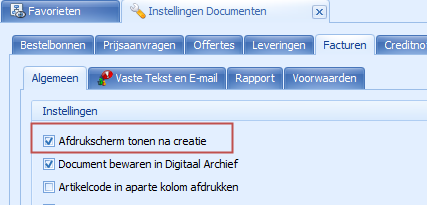 Favorieten Instellingen Documenten
Bestelbonnen Prijsaanvragen Offertes Leveringen Facturen Creditno
Algemeen Vaste Tekst en E-mail Rapport Voorwaarden
Instellingen
Afdrukscherm tonen na creatie
Document bewaren in Digitaal Archief
Artikelcode in aparte kolom afdrukken